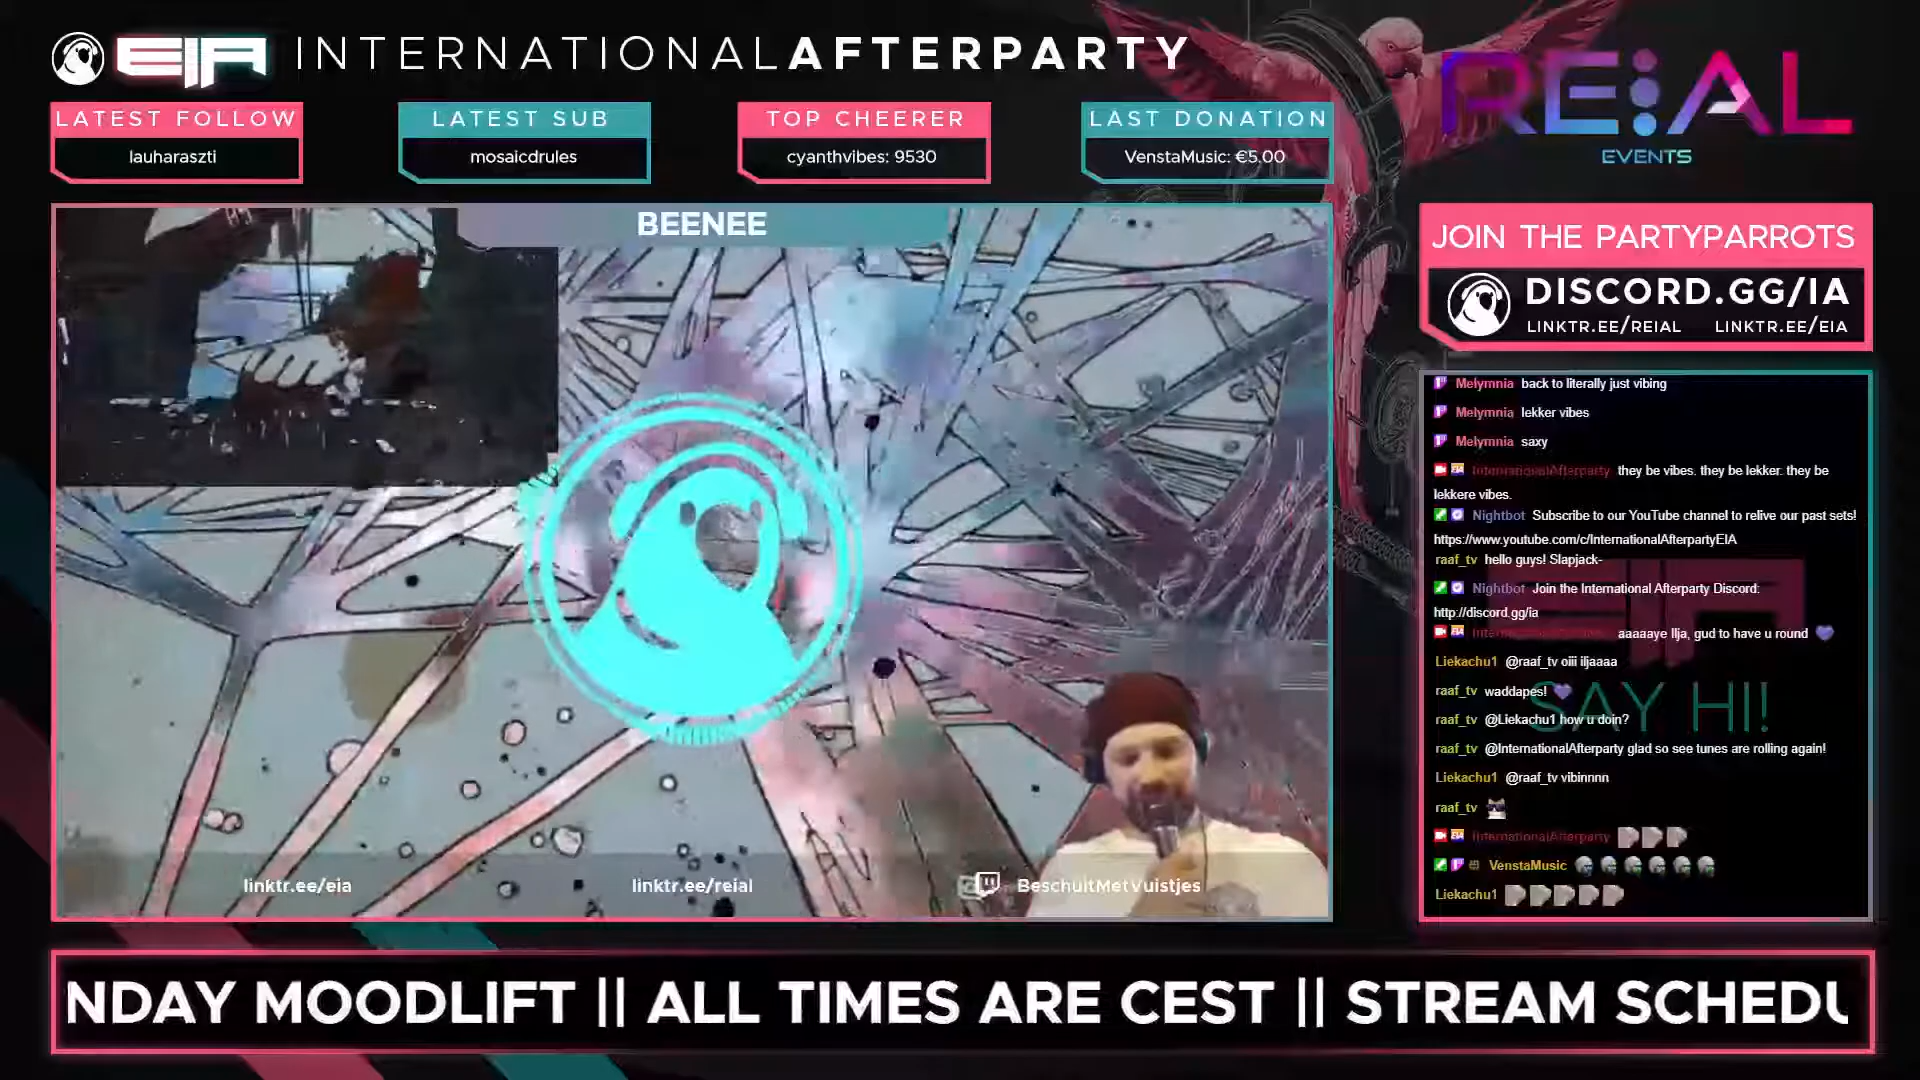 EIA INTERNATIONALAFTERPARTY
RE:AL
EVENTS
LATEST FOLLOW
lauharaszti
LATEST SUB
mosaicdrules
TOP CHEERER
cyanthvibes: 9530
LAST DONATION
VenstaMusic: €5.00
BEENEE
linktr.ee/eia
linktr.ee/reial
BeschuitMetVuistjes
JOIN THE PARTYPARROTS
DISCORD.GG/IA
LINKTR.EE/REIAL LINKTR.EE/EIA
Melymnia back to literally just vibing
Melymnia lekker vibes
Melymnia saxy
InternationalAfterparty they be vibes. they be lekker. they be
lekkere vibes.
Nightbot Subscribe to our YouTube channel to relive our past sets!
https://www.youtube.com/c/InternationalAfterpartyEIA
raaf_tv hello guys! Slapjack-
Nightbot Join the International Afterparty Discord:
http://discord.gg/ia
InternationalAfterparty aaaaaye Ilja, gud to have u round
Liekachu1 @raaf_tv oiii iljaaaa
raaf_tv waddapes!
raaf_tv @Liekachu1 how u doin?
raaf_tv @InternationalAfterparty glad so see tunes are rolling again!
Liekachu1 @raaf_tv vibinnnn
raaf_tv
InternationalAfterparty
VenstaMusic
Liekachu1
EIA
SAY HI!
NDAY MOODLIFT || ALL TIMES ARE CEST || STREAM SCHEDU